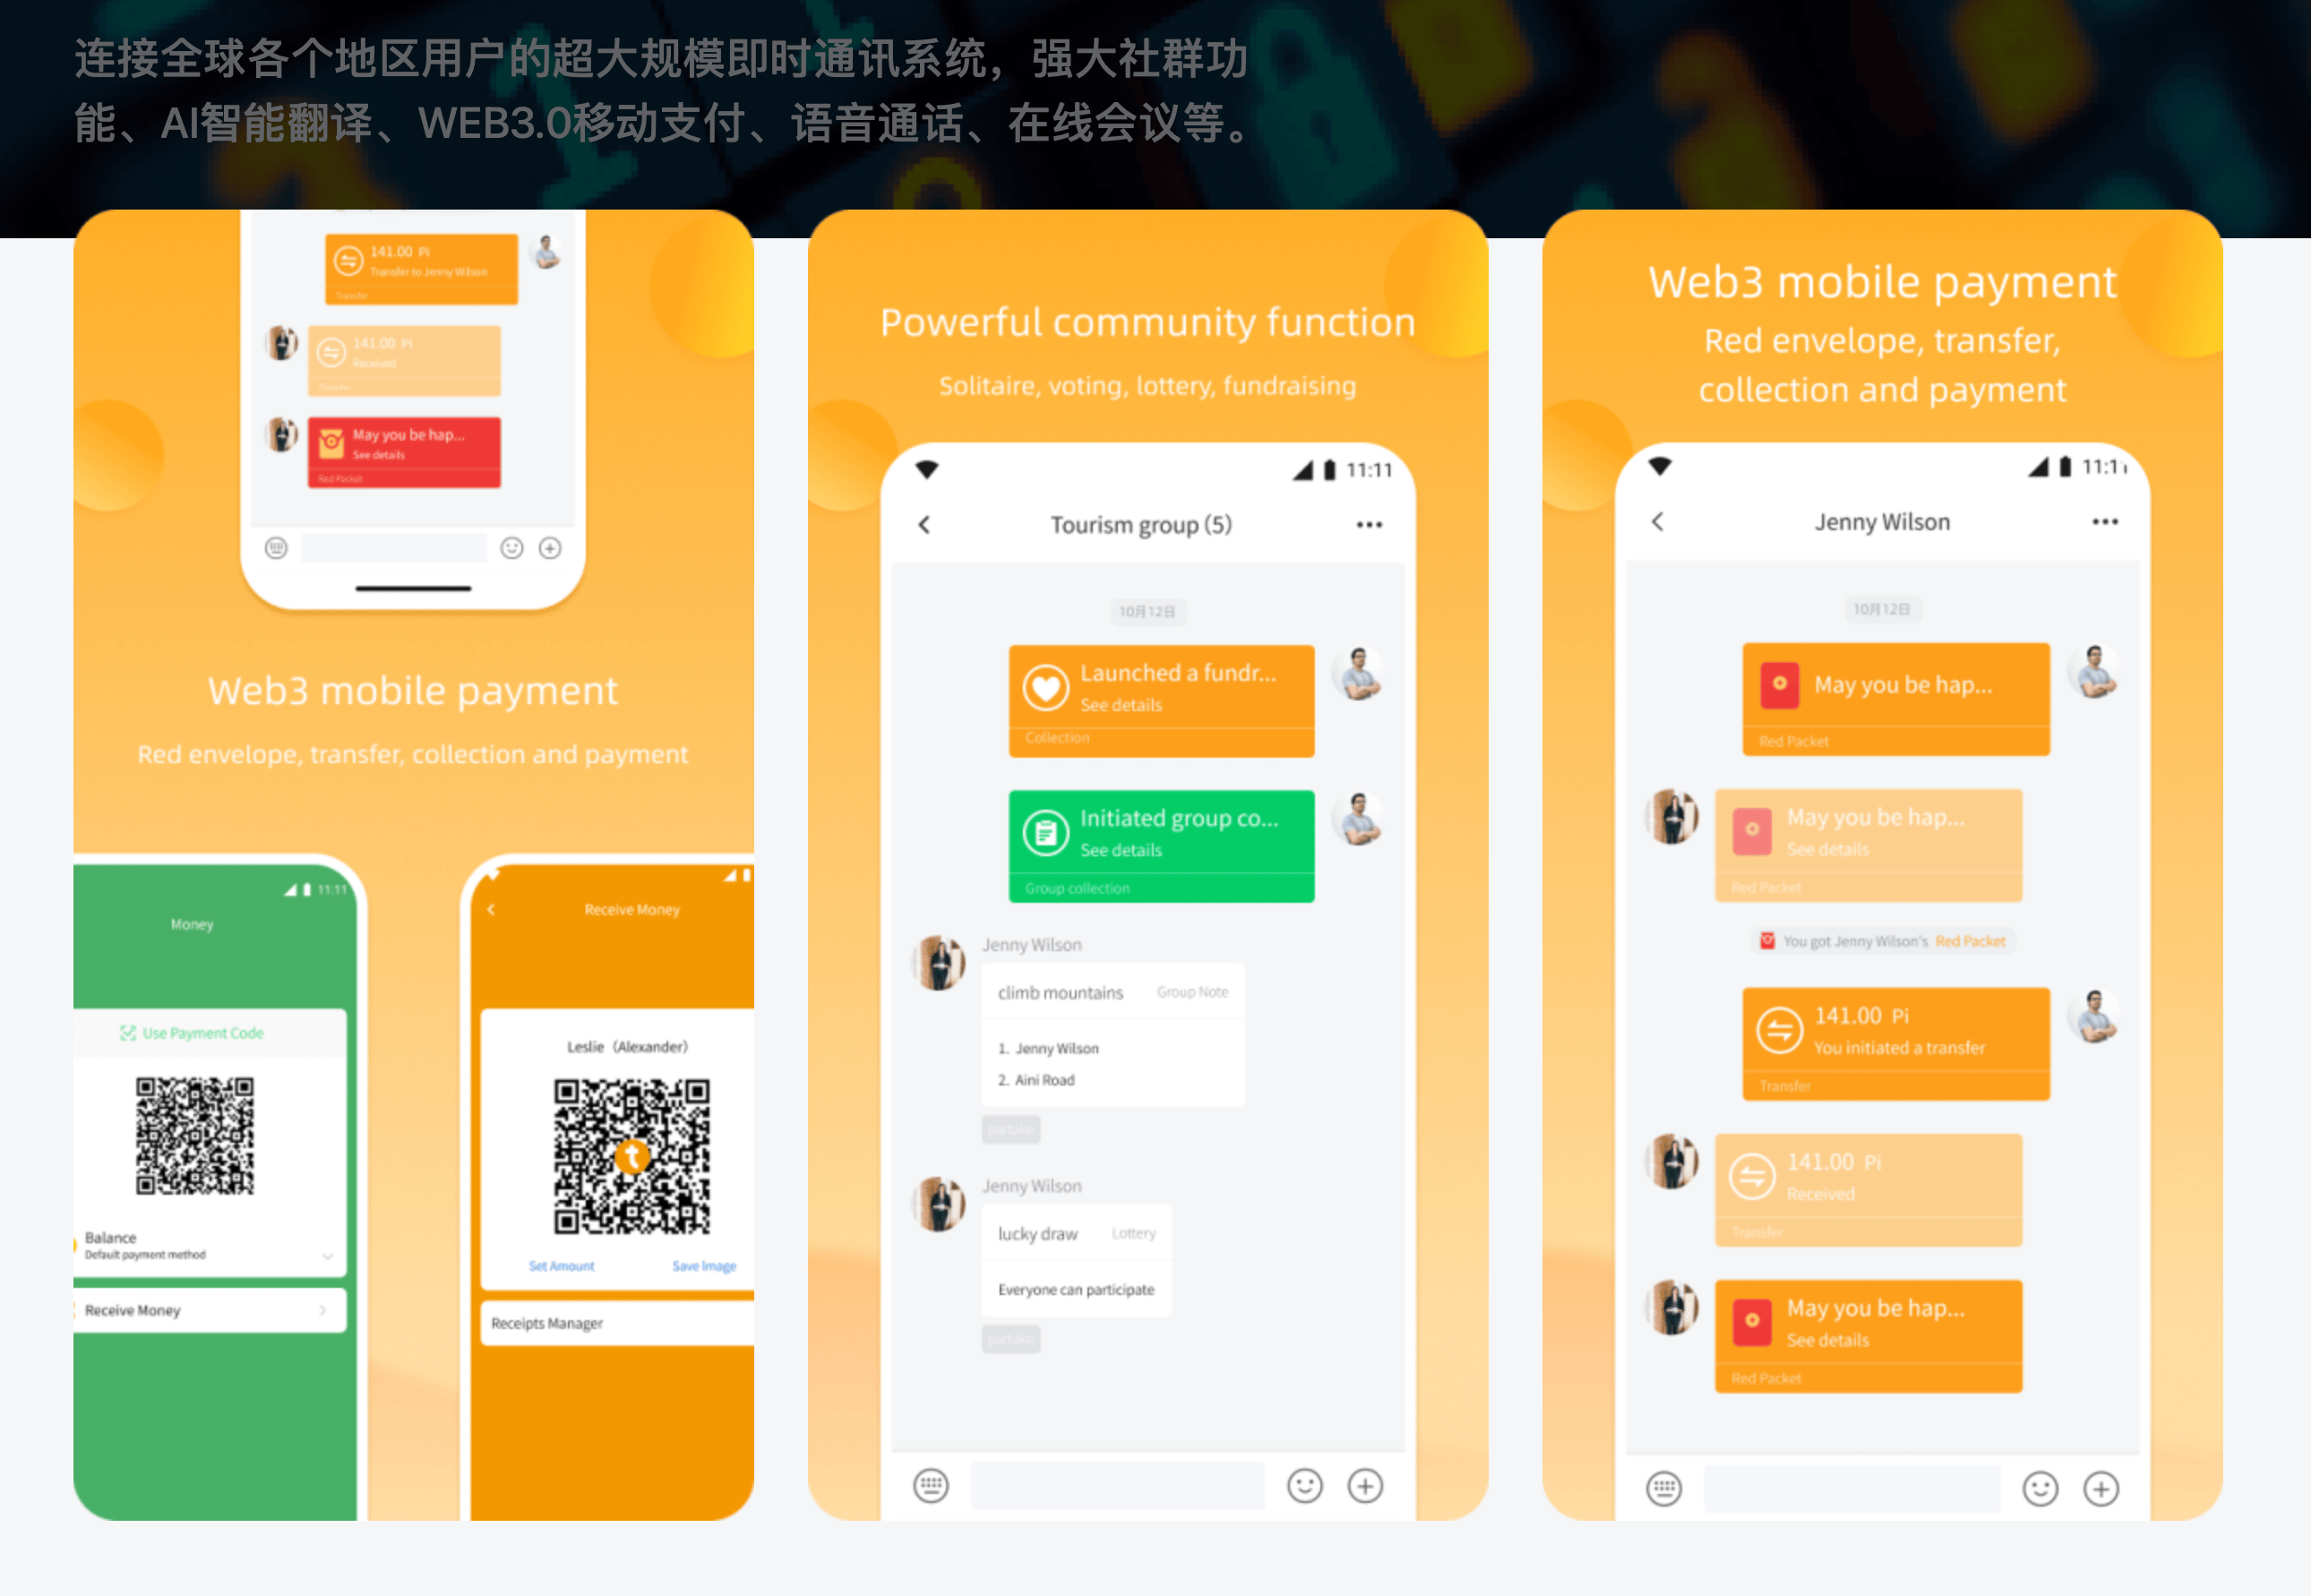 连接全球各个地区用户的超大规模即时通讯系统，强大社群功
能、AI智能翻译、WEB3.0移动支付、语音通话、在线会议等。
141.00 Pi
Transfer to Jenny Wilson
Transfer
141.00 Pi
Received
Transfer
May you be hap...
See details
Red Packet
Web3 mobile payment
Red envelope, transfer, collection and payment
11:11
Money
Use Payment Code
Balance
Default payment method
Receive Money
Receive Money
Leslie（Alexander）
t
Set Amount
Save Image
Receipts Manager
Powerful community function
Solitaire, voting, lottery, fundraising
11:11
Tourism group（5）
10月12日
Launched a fundr...
See details
Collection
Initiated group co...
See details
Group collection
Jenny Wilson
climb mountains Group Note
1. Jenny Wilson
2. Aini Road
partake
Jenny Wilson
lucky draw Lottery
Everyone can participate
partake
Web3 mobile payment
Red envelope, transfer,
collection and payment
11:11
Jenny Wilson
10月12日
May you be hap...
Red Packet
May you be hap...
See details
Red Packet
You got Jenny Wilson's Red Packet
141.00 Pi
You initiated a transfer
Transfer
141.00 Pi
Received
Transfer
May you be hap...
See details
Red Packet